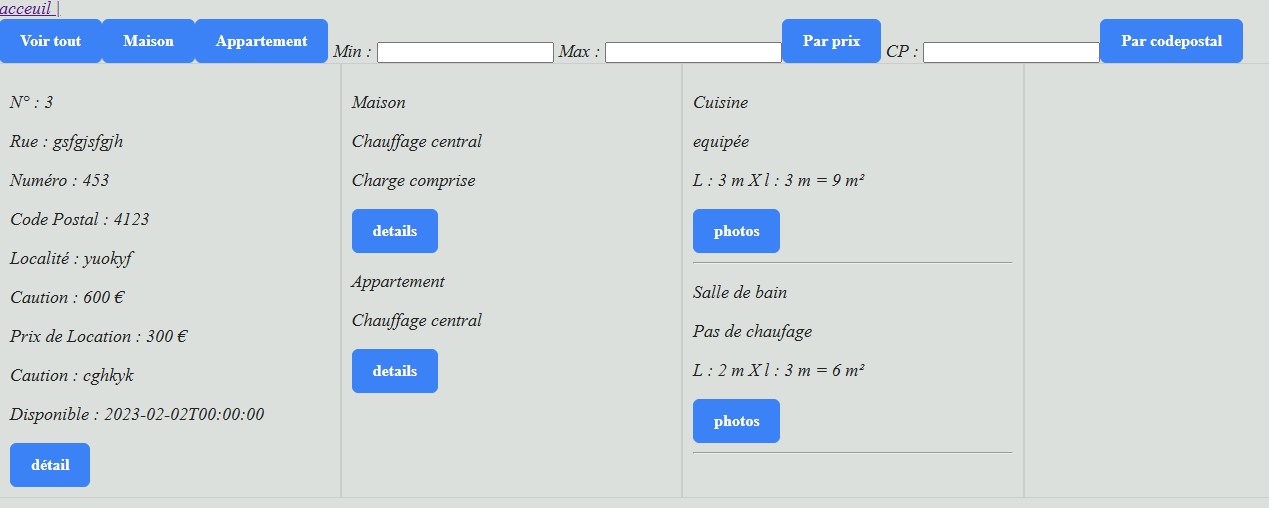 acceuil |
Voir tout Maison Appartement Min : Max : Par prix CP : Par codepostal
N° : 3
Rue : gsfgjsfgjh
Numéro : 453
Code Postal : 4123
Localité : yuokyf
Caution : 600 €
Prix de Location : 300 €
Caution : cghkyk
Disponible : 2023-02-02T00:00:00
détail
Maison
Chauffage central
Charge comprise
details
Appartement
Chauffage central
details
Cuisine
equipée
L : 3 m X l : 3 m = 9 m²
photos
Salle de bain
Pas de chaufage
L : 2 m X l : 3 m = 6 m²
photos